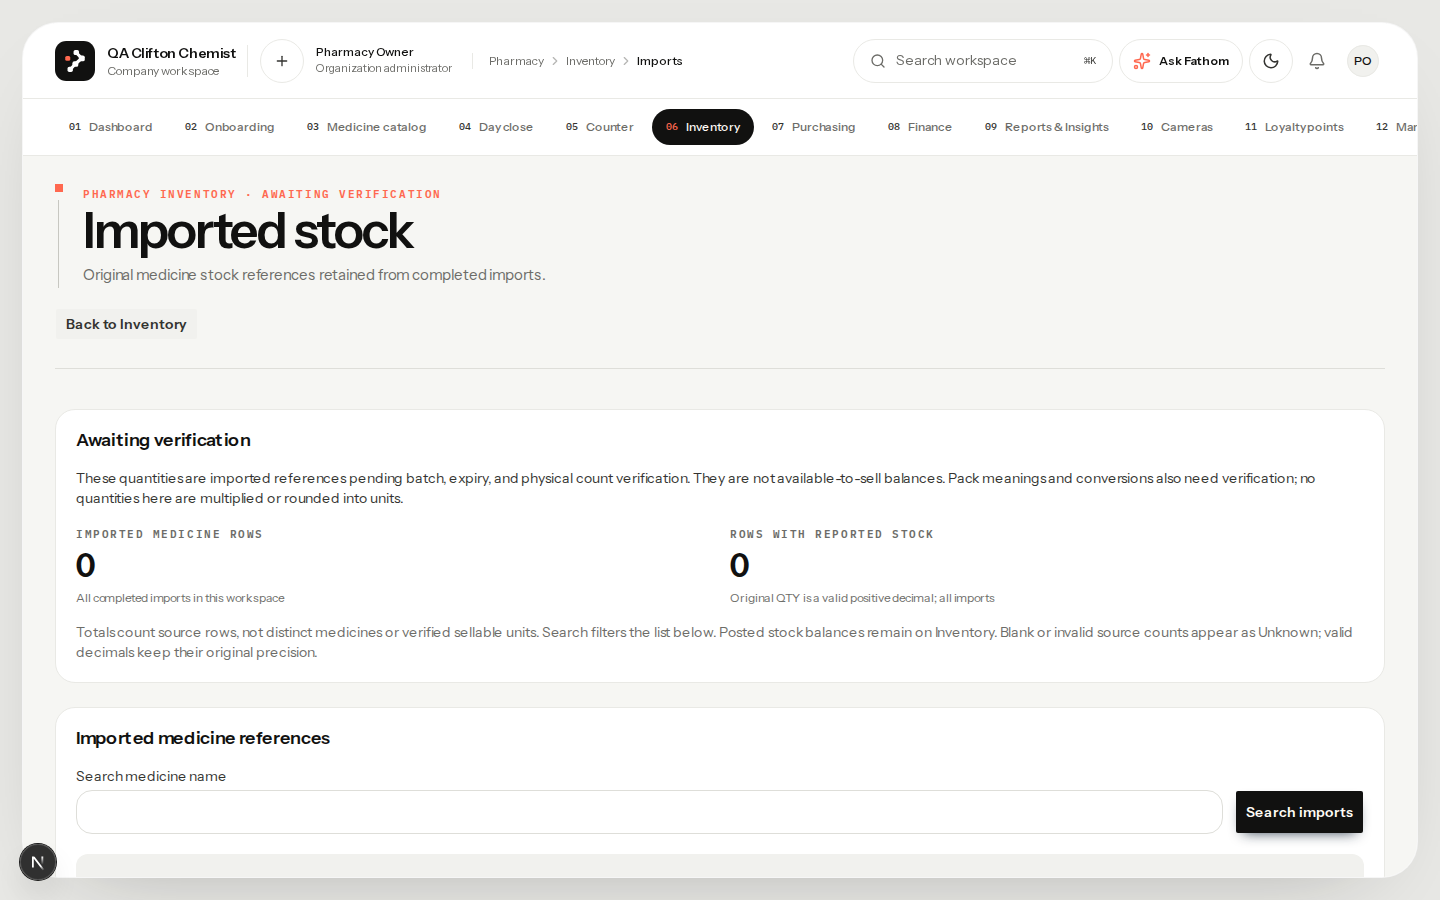 QA Clifton Chemist
Company workspace
Pharmacy Owner
Organization administrator
Pharmacy > Inventory > Imports
Search workspace
⌘K
Ask Fathom
PO
01 Dashboard
02 Onboarding
03 Medicine catalog
04 Day close
05 Counter
06 Inventory
07 Purchasing
08 Finance
09 Reports & Insights
10 Cameras
11 Loyalty points
12 Mar
PHARMACY INVENTORY · AWAITING VERIFICATION
Imported stock
Original medicine stock references retained from completed imports.
Back to Inventory
Awaiting verification
These quantities are imported references pending batch, expiry, and physical count verification. They are not available-to-sell balances. Pack meanings and conversions also need verification; no
quantities here are multiplied or rounded into units.
IMPORTED MEDICINE ROWS
0
All completed imports in this workspace
ROWS WITH REPORTED STOCK
0
Original QTY is a valid positive decimal; all imports
Totals count source rows, not distinct medicines or verified sellable units. Search filters the list below. Posted stock balances remain on Inventory. Blank or invalid source counts appear as Unknown; valid
decimals keep their original precision.
Imported medicine references
Search medicine name
Search imports
N